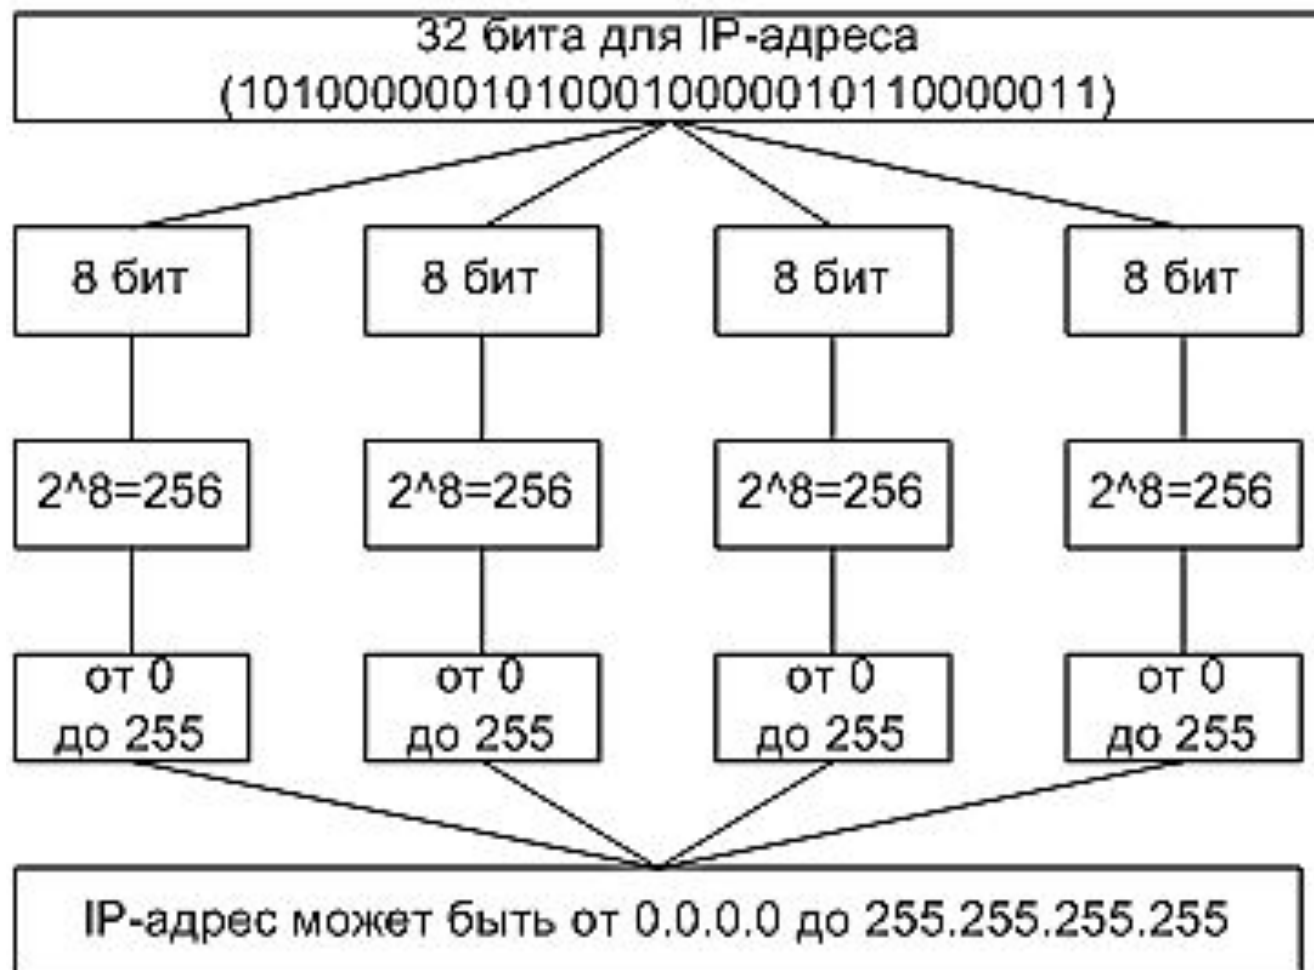 32 бита для IP-адреса
(10100000010100010000010110000011)
8 бит 8 бит 8 бит 8 бит
2^8=256 2^8=256 2^8=256 2^8=256
от 0 от 0 от 0 от 0
до 255 до 255 до 255 до 255
IP-адрес может быть от 0.0.0.0 до 255.255.255.255